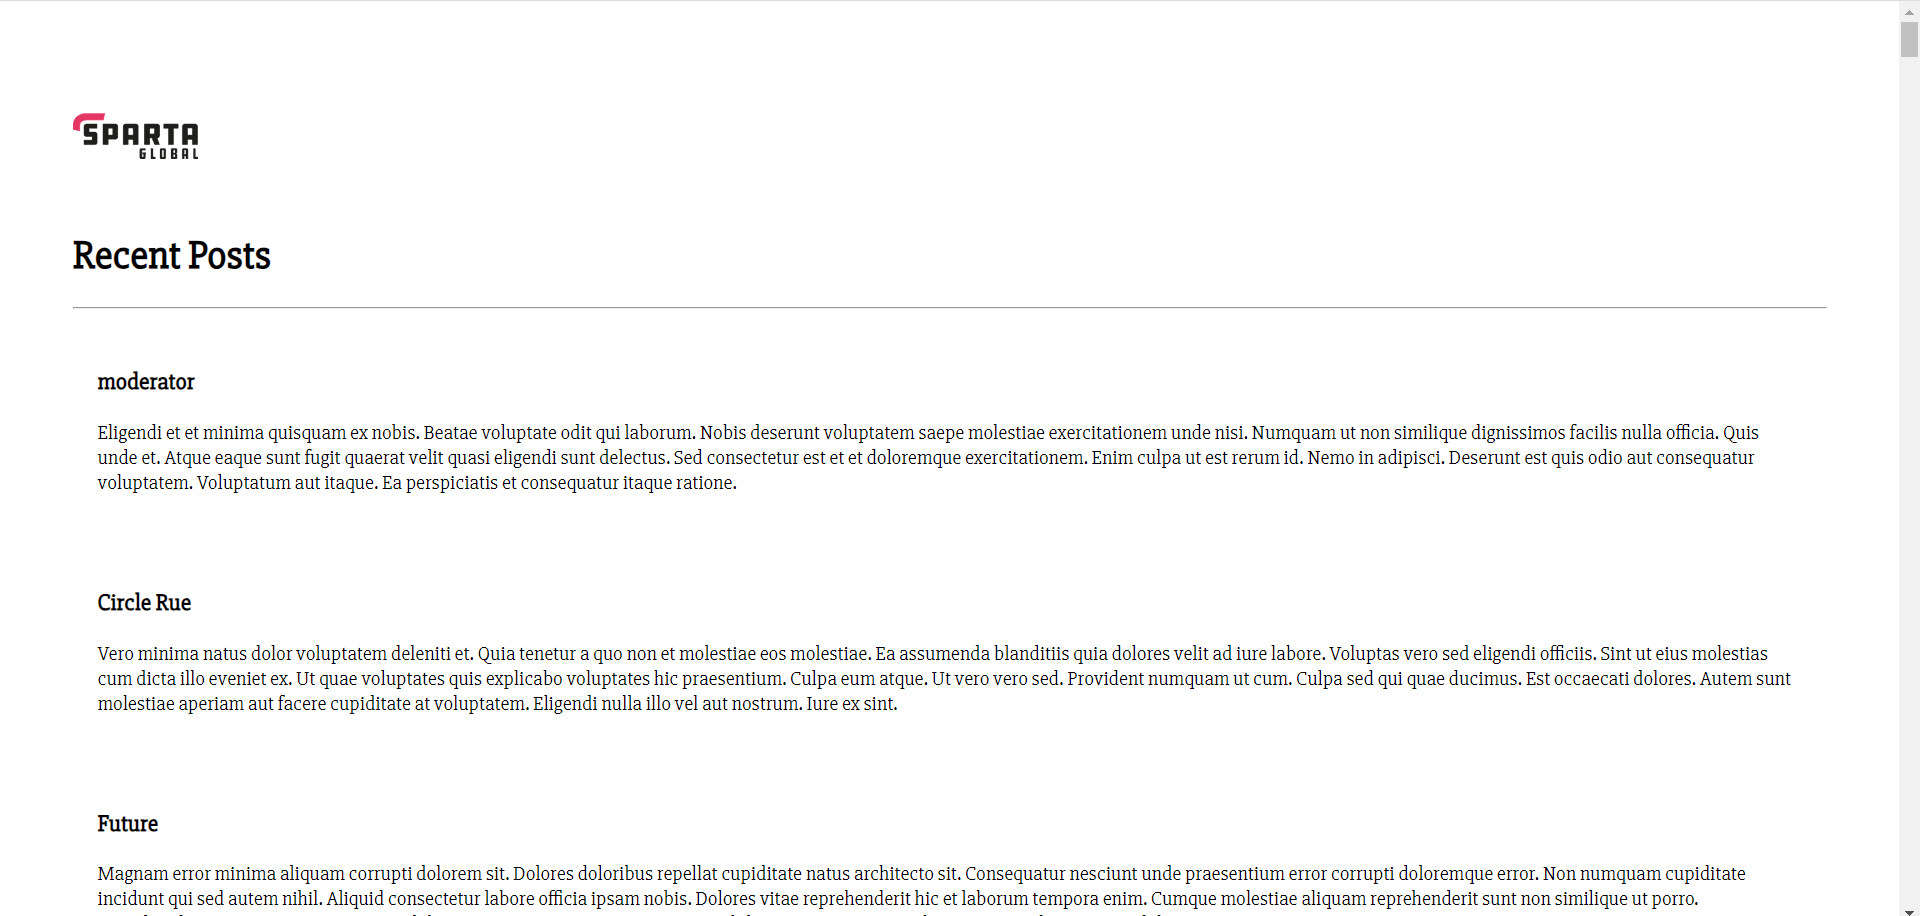 SPARTA
GLOBAL
Recent Posts
moderator
Eligendi et et minima quisquam ex nobis. Beatae voluptate odit qui laborum. Nobis deserunt voluptatem saepe molestiae exercitationem unde nisi. Numquam ut non similique dignissimos facilis nulla officia. Quis
unde et. Atque eaque sunt fugit quaerat velit quasi eligendi sunt delectus. Sed consectetur est et et doloremque exercitationem. Enim culpa ut est rerum id. Nemo in adipisci. Deserunt est quis odio aut consequatur
voluptatem. Voluptatum aut itaque. Ea perspiciatis et consequatur itaque ratione.
Circle Rue
Vero minima natus dolor voluptatem deleniti et. Quia tenetur a quo non et molestiae eos molestiae. Ea assumenda blanditiis quia dolores velit ad iure labore. Voluptas vero sed eligendi officiis. Sint ut eius molestias
cum dicta illo eveniet ex. Ut quae voluptates quis explicabo voluptates hic praesentium. Culpa eum atque. Ut vero vero sed. Provident numquam ut cum. Culpa sed qui quae ducimus. Est occaecati dolores. Autem sunt
molestiae aperiam aut facere cupiditate at voluptatem. Eligendi nulla illo vel aut nostrum. Iure ex sint.
Future
Magnam error minima aliquam corrupti dolorem sit. Dolores doloribus repellat cupiditate natus architecto sit. Consequatur nesciunt unde praesentium error corrupti doloremque error. Non numquam cupiditate
incidunt qui sed autem nihil. Aliquid consectetur labore officia ipsam nobis. Dolores vitae reprehenderit hic et laborum tempora enim. Cumque molestiae aliquam reprehenderit sunt non similique ut porro.